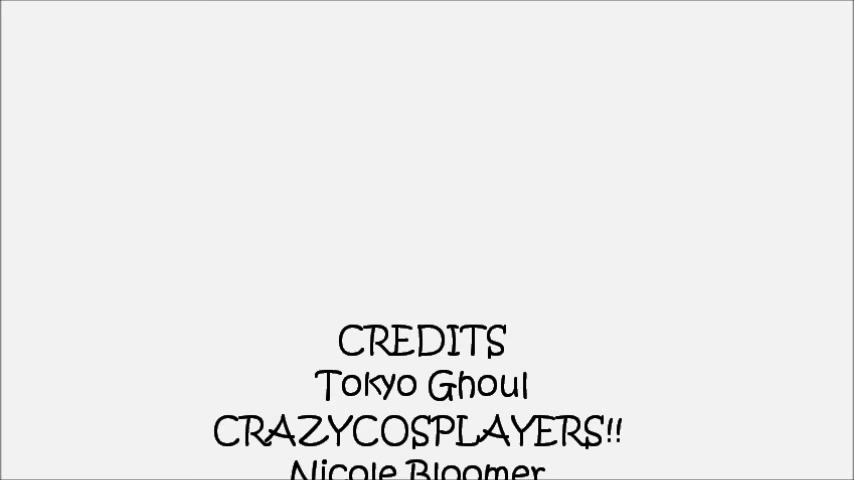 CREDITS
Tokyo Ghoul
CRAZYCOSPLAYERS!!
Nicole Bloomer